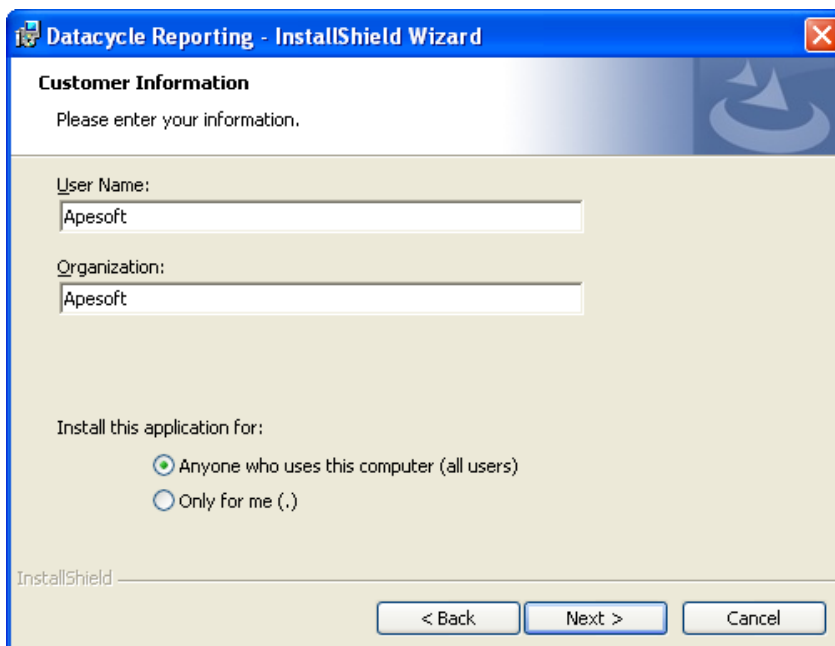 Datacycle Reporting - InstallShield Wizard
Customer Information
Please enter your information.
User Name:
Apesoft
Organization:
Apesoft
Install this application for:
Anyone who uses this computer (all users)
Only for me (.)
InstallShield
< Back
Next >
Cancel